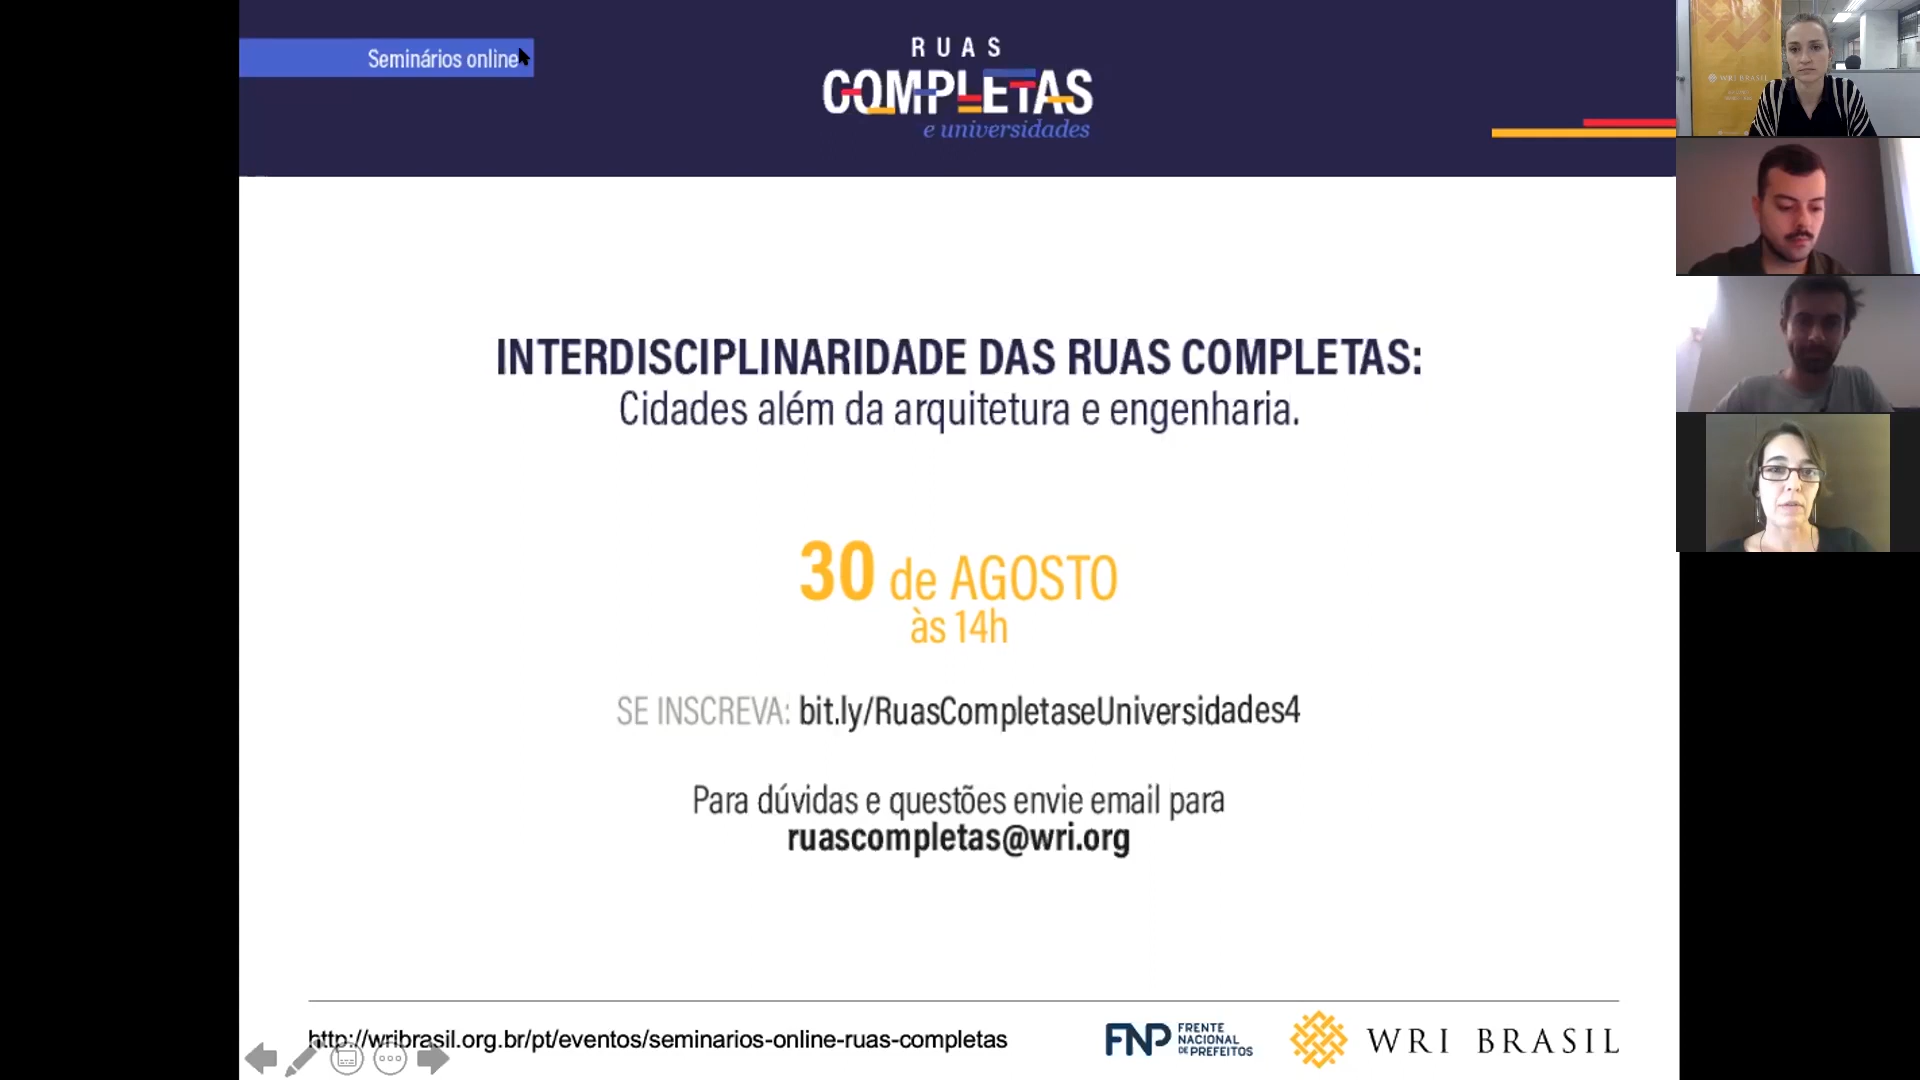 Seminários online
RUAS
COMPLETAS
e universidades
WRI BRASIL
INTERDISCIPLINARIDADE DAS RUAS COMPLETAS:
Cidades além da arquitetura e engenharia.
30 de AGOSTO
às 14h
SE INSCREVA: bit.ly/RuasCompletaseUniversidades4
Para dúvidas e questões envie email para
ruascompletas@wri.org
http://wribrasil.org.br/pt/eventos/seminarios-online-ruas-completas
FNP FRENTE
NACIONAL
DE PREFEITOS
WRI BRASIL